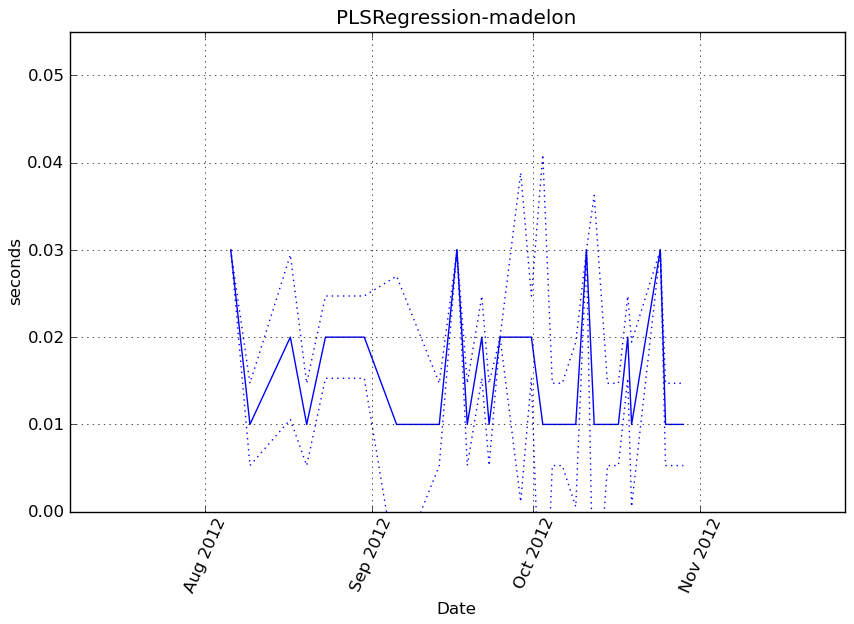 PLSRegression-madelon
0.05
0.04
0.03
0.02
0.01
0.00
seconds
Aug 2012
Sep 2012
Oct 2012
Nov 2012
Date